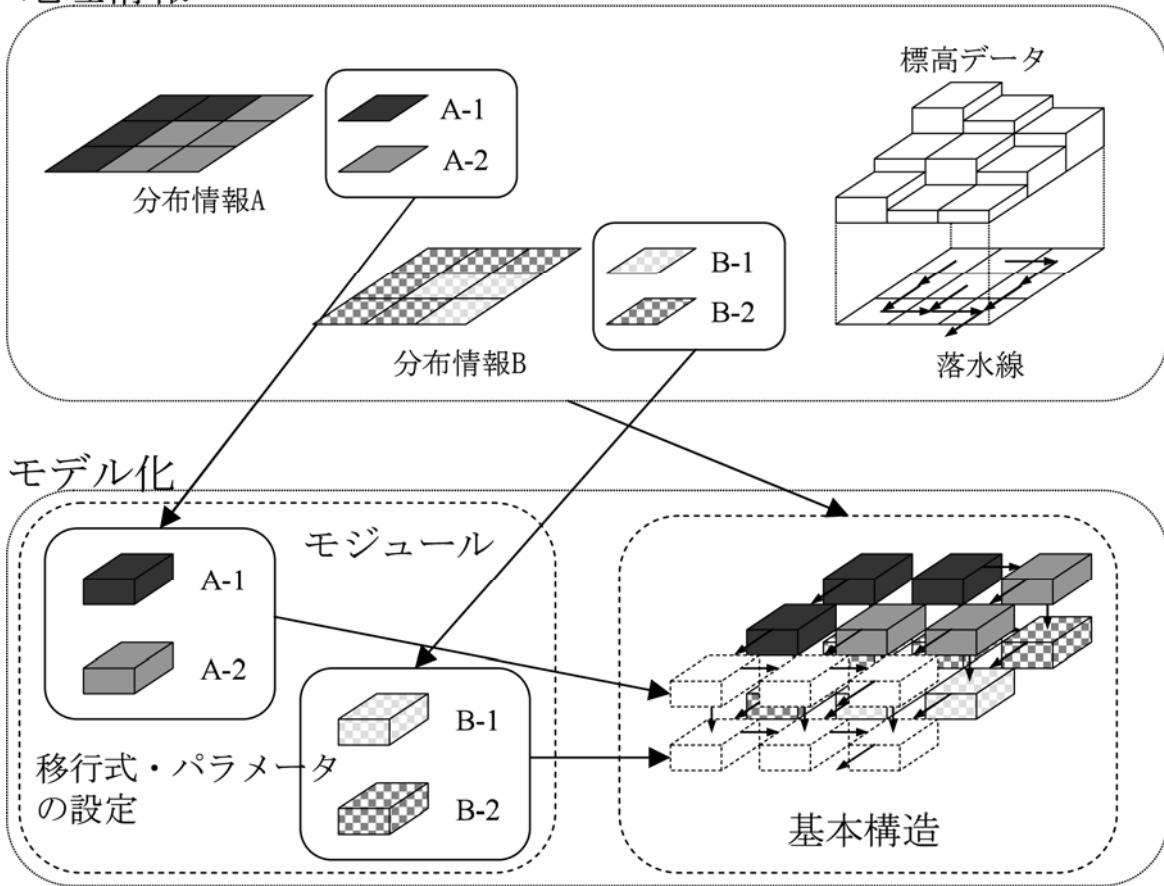 標高データ
A-1
A-2
分布情報A
B-1
B-2
分布情報B
落水線
モデル化
モジュール
A-1
A-2
B-1
B-2
移行式・パラメータ
の設定
基本構造